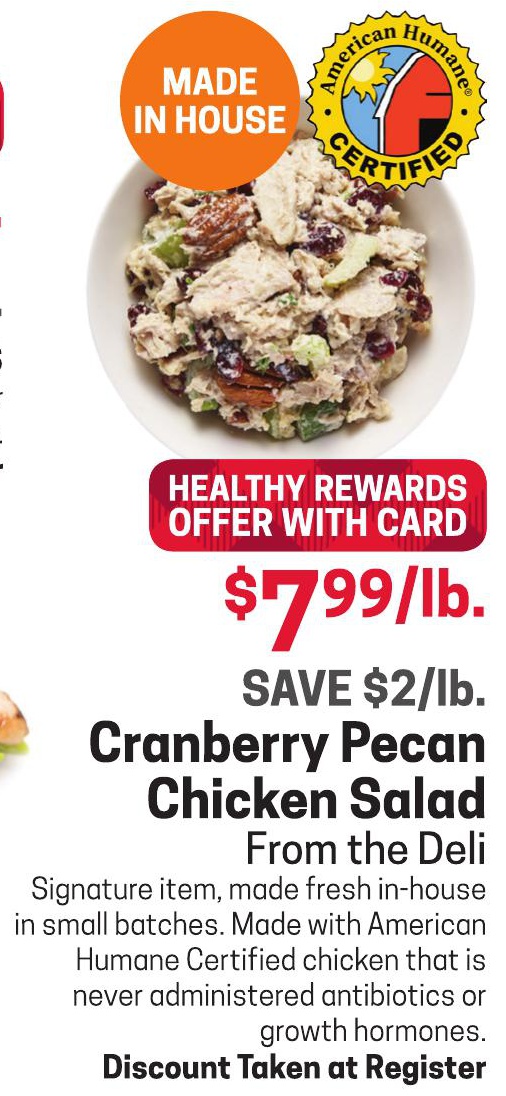 MADE
IN HOUSE
American Humane®
CERTIFIED
HEALTHY REWARDS
OFFER WITH CARD
$7 99/lb.
SAVE $2/lb.
Cranberry Pecan
Chicken Salad
From the Deli
Signature item, made fresh in-house
in small batches. Made with American
Humane Certified chicken that is
never administered antibiotics or
growth hormones.
Discount Taken at Register